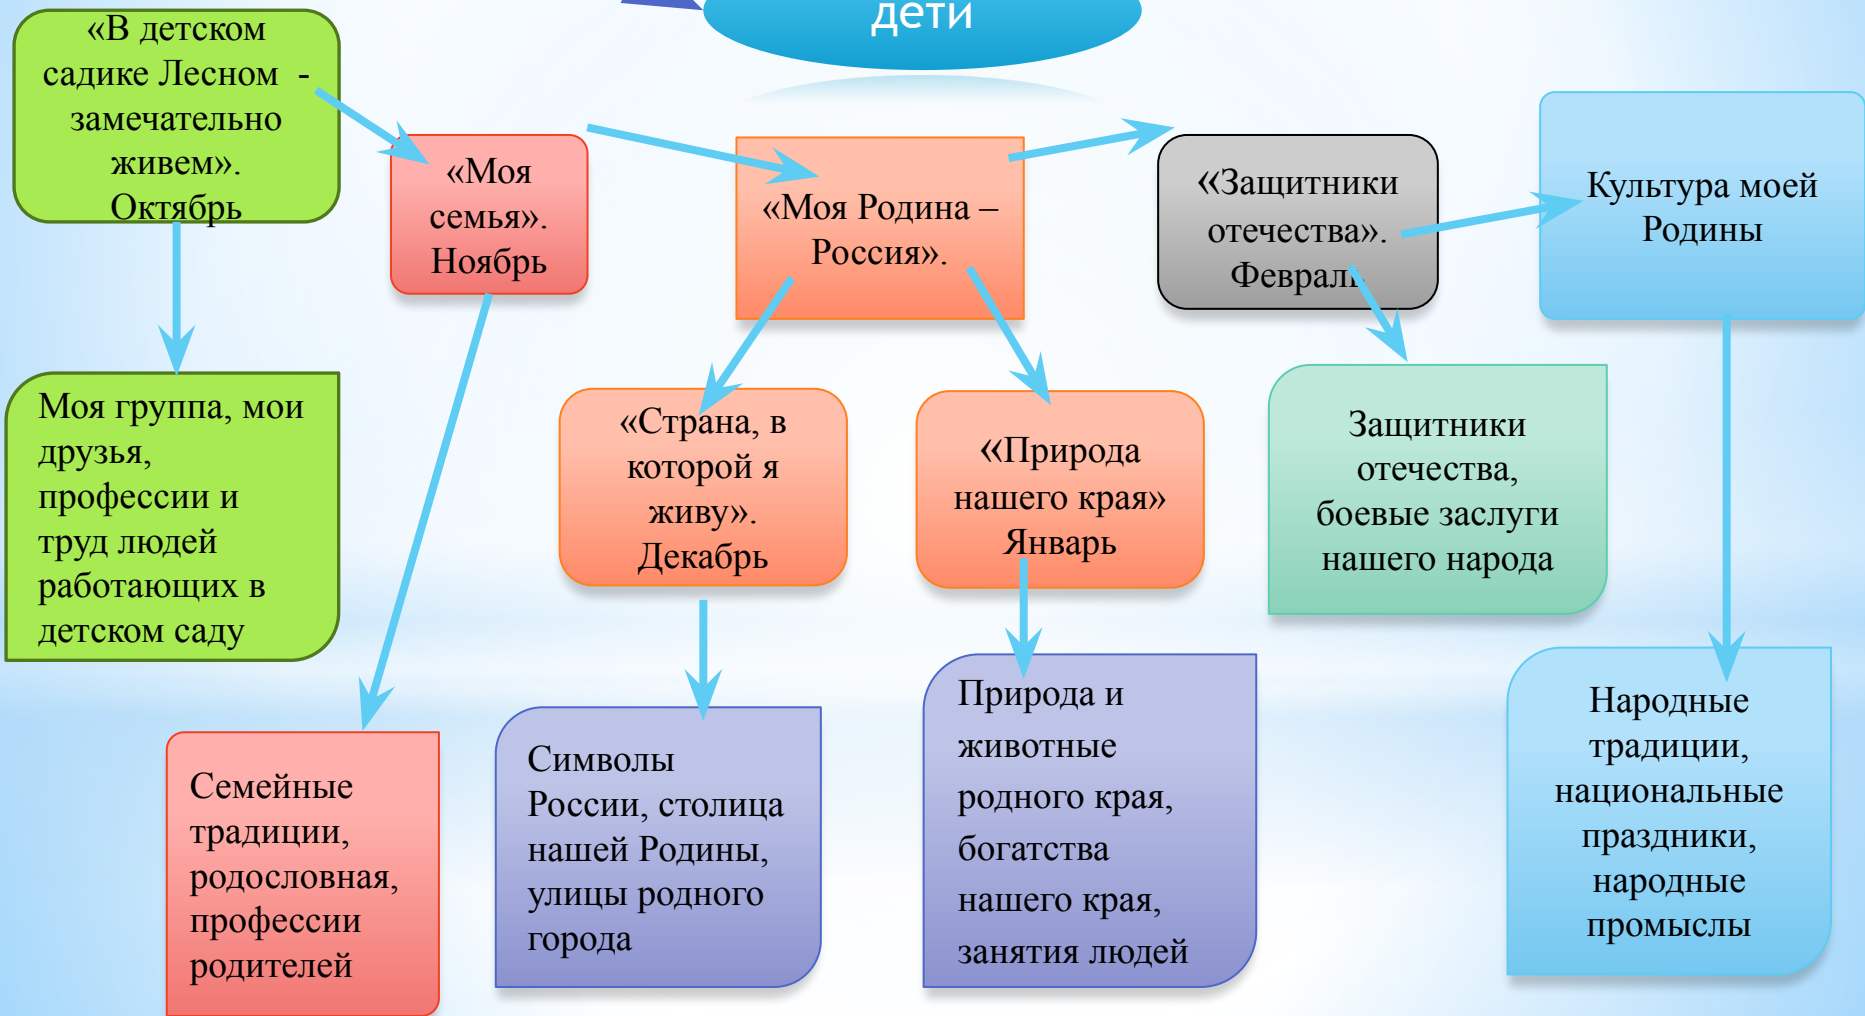 дети
«В детском
садике Лесном -
замечательно
живем».
Октябрь
«Моя
семья».
Ноябрь
«Моя Родина –
Россия».
«Защитники
отечества».
Февраль
Культура моей
Родины
Моя группа, мои
друзья,
профессии и
труд людей
работающих в
детском саду
«Страна, в
которой я
живу».
Декабрь
«Природа
нашего края»
Январь
Защитники
отечества,
боевые заслуги
нашего народа
Семейные
традиции,
родословная,
профессии
родителей
Символы
России, столица
нашей Родины,
улицы родного
города
Природа и
животные
родного края,
богатства
нашего края,
занятия людей
Народные
традиции,
национальные
праздники,
народные
промыслы